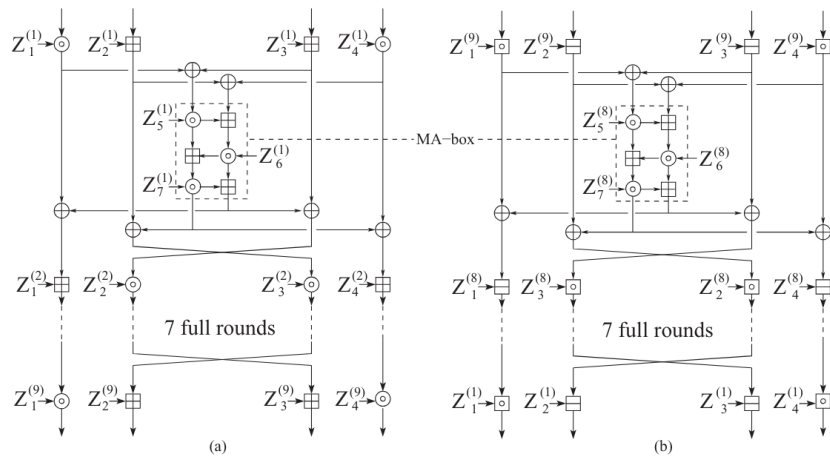 Z₁⁽¹⁾ Z₂⁽¹⁾ Z₃⁽¹⁾ Z₄⁽¹⁾ Z₁⁽⁹⁾ Z₂⁽⁹⁾ Z₃⁽⁹⁾ Z₄⁽⁹⁾
Z₅⁽¹⁾ Z₅⁽⁸⁾
MA-box
Z₆⁽¹⁾ Z₆⁽⁸⁾
Z₇⁽¹⁾ Z₇⁽⁸⁾
Z₁⁽²⁾ Z₂⁽²⁾ Z₃⁽²⁾ Z₄⁽²⁾ Z₁⁽⁸⁾ Z₃⁽⁸⁾ Z₂⁽⁸⁾ Z₄⁽⁸⁾
7 full rounds 7 full rounds
Z₁⁽⁹⁾ Z₂⁽⁹⁾ Z₃⁽⁹⁾ Z₄⁽⁹⁾ Z₁⁽¹⁾ Z₂⁽¹⁾ Z₃⁽¹⁾ Z₄⁽¹⁾
(a) (b)